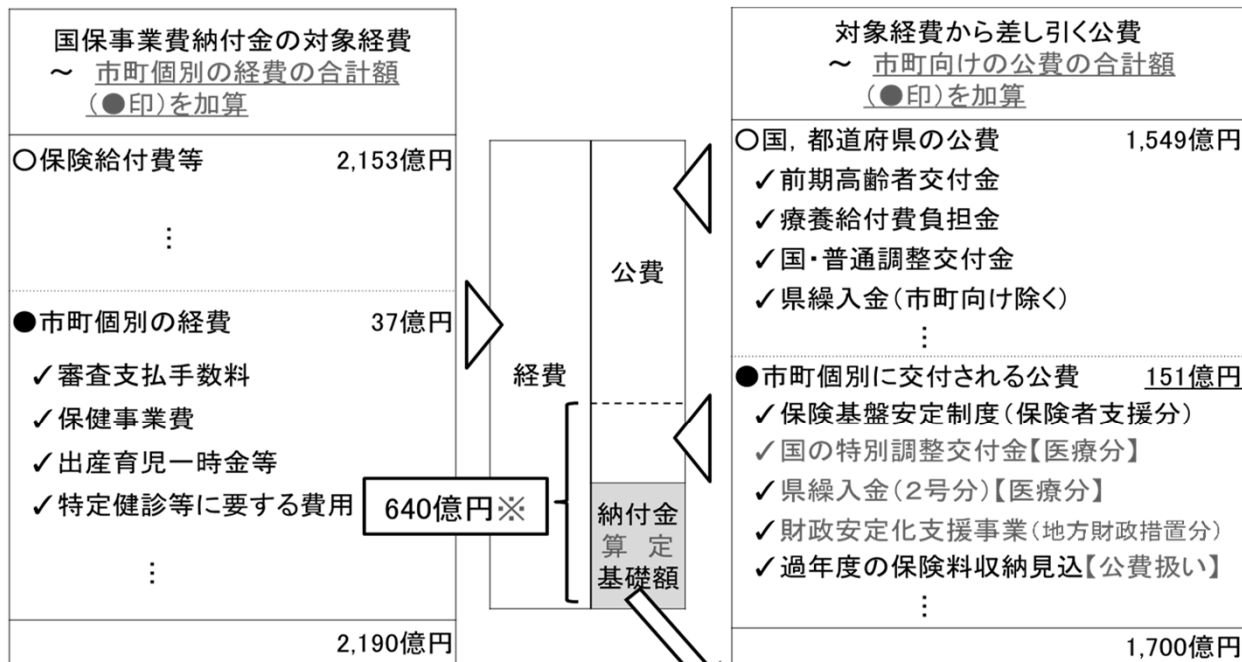 国保事業費納付金の対象経費
~ 市町個別の経費の合計額
(●印)を加算
○保険給付費等 2,153億円
⋮
●市町個別の経費 37億円
✓審査支払手数料
✓保健事業費
✓出産育児一時金等
✓特定健診等に要する費用
⋮
2,190億円
経費
公費
640億円※
納付金
算 定
基礎額
対象経費から差し引く公費
~ 市町向けの公費の合計額
(●印)を加算
○国,都道府県の公費 1,549億円
✓前期高齢者交付金
✓療養給付費負担金
✓国・普通調整交付金
✓県繰入金(市町向け除く)
⋮
●市町個別に交付される公費 151億円
✓保険基盤安定制度(保険者支援分)
✓国の特別調整交付金【医療分】
✓県繰入金(2号分)【医療分】
✓財政安定化支援事業(地方財政措置分)
✓過年度の保険料収納見込【公費扱い】
⋮
1,700億円